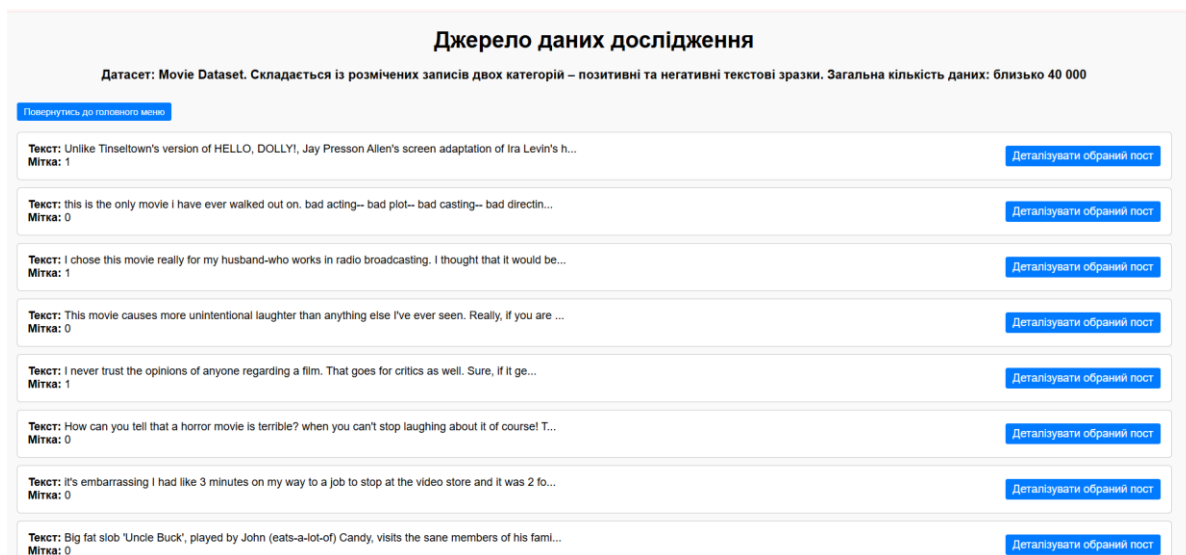 Джерело даних дослідження
Датасет: Movie Dataset. Складається із розмічених записів двох категорій – позитивні та негативні текстові зразки. Загальна кількість даних: близько 40 000
Повернутись до головного меню
Текст: Unlike Tinseltown's version of HELLO, DOLLY!, Jay Presson Allen's screen adaptation of Ira Levin's h...
Мітка: 1
Деталізувати обраний пост
Текст: this is the only movie i have ever walked out on. bad acting-- bad plot-- bad casting-- bad directin...
Мітка: 0
Деталізувати обраний пост
Текст: I chose this movie really for my husband-who works in radio broadcasting. I thought that it would be...
Мітка: 1
Деталізувати обраний пост
Текст: This movie causes more unintentional laughter than anything else I've ever seen. Really, if you are ...
Мітка: 0
Деталізувати обраний пост
Текст: I never trust the opinions of anyone regarding a film. That goes for critics as well. Sure, if it ge...
Мітка: 1
Деталізувати обраний пост
Текст: How can you tell that a horror movie is terrible? when you can't stop laughing about it of course! T...
Мітка: 0
Деталізувати обраний пост
Текст: it's embarrassing I had like 3 minutes on my way to a job to stop at the video store and it was 2 fo...
Мітка: 0
Деталізувати обраний пост
Текст: Big fat slob 'Uncle Buck', played by John (eats-a-lot-of) Candy, visits the sane members of his fami...
Мітка: 0
Деталізувати обраний пост